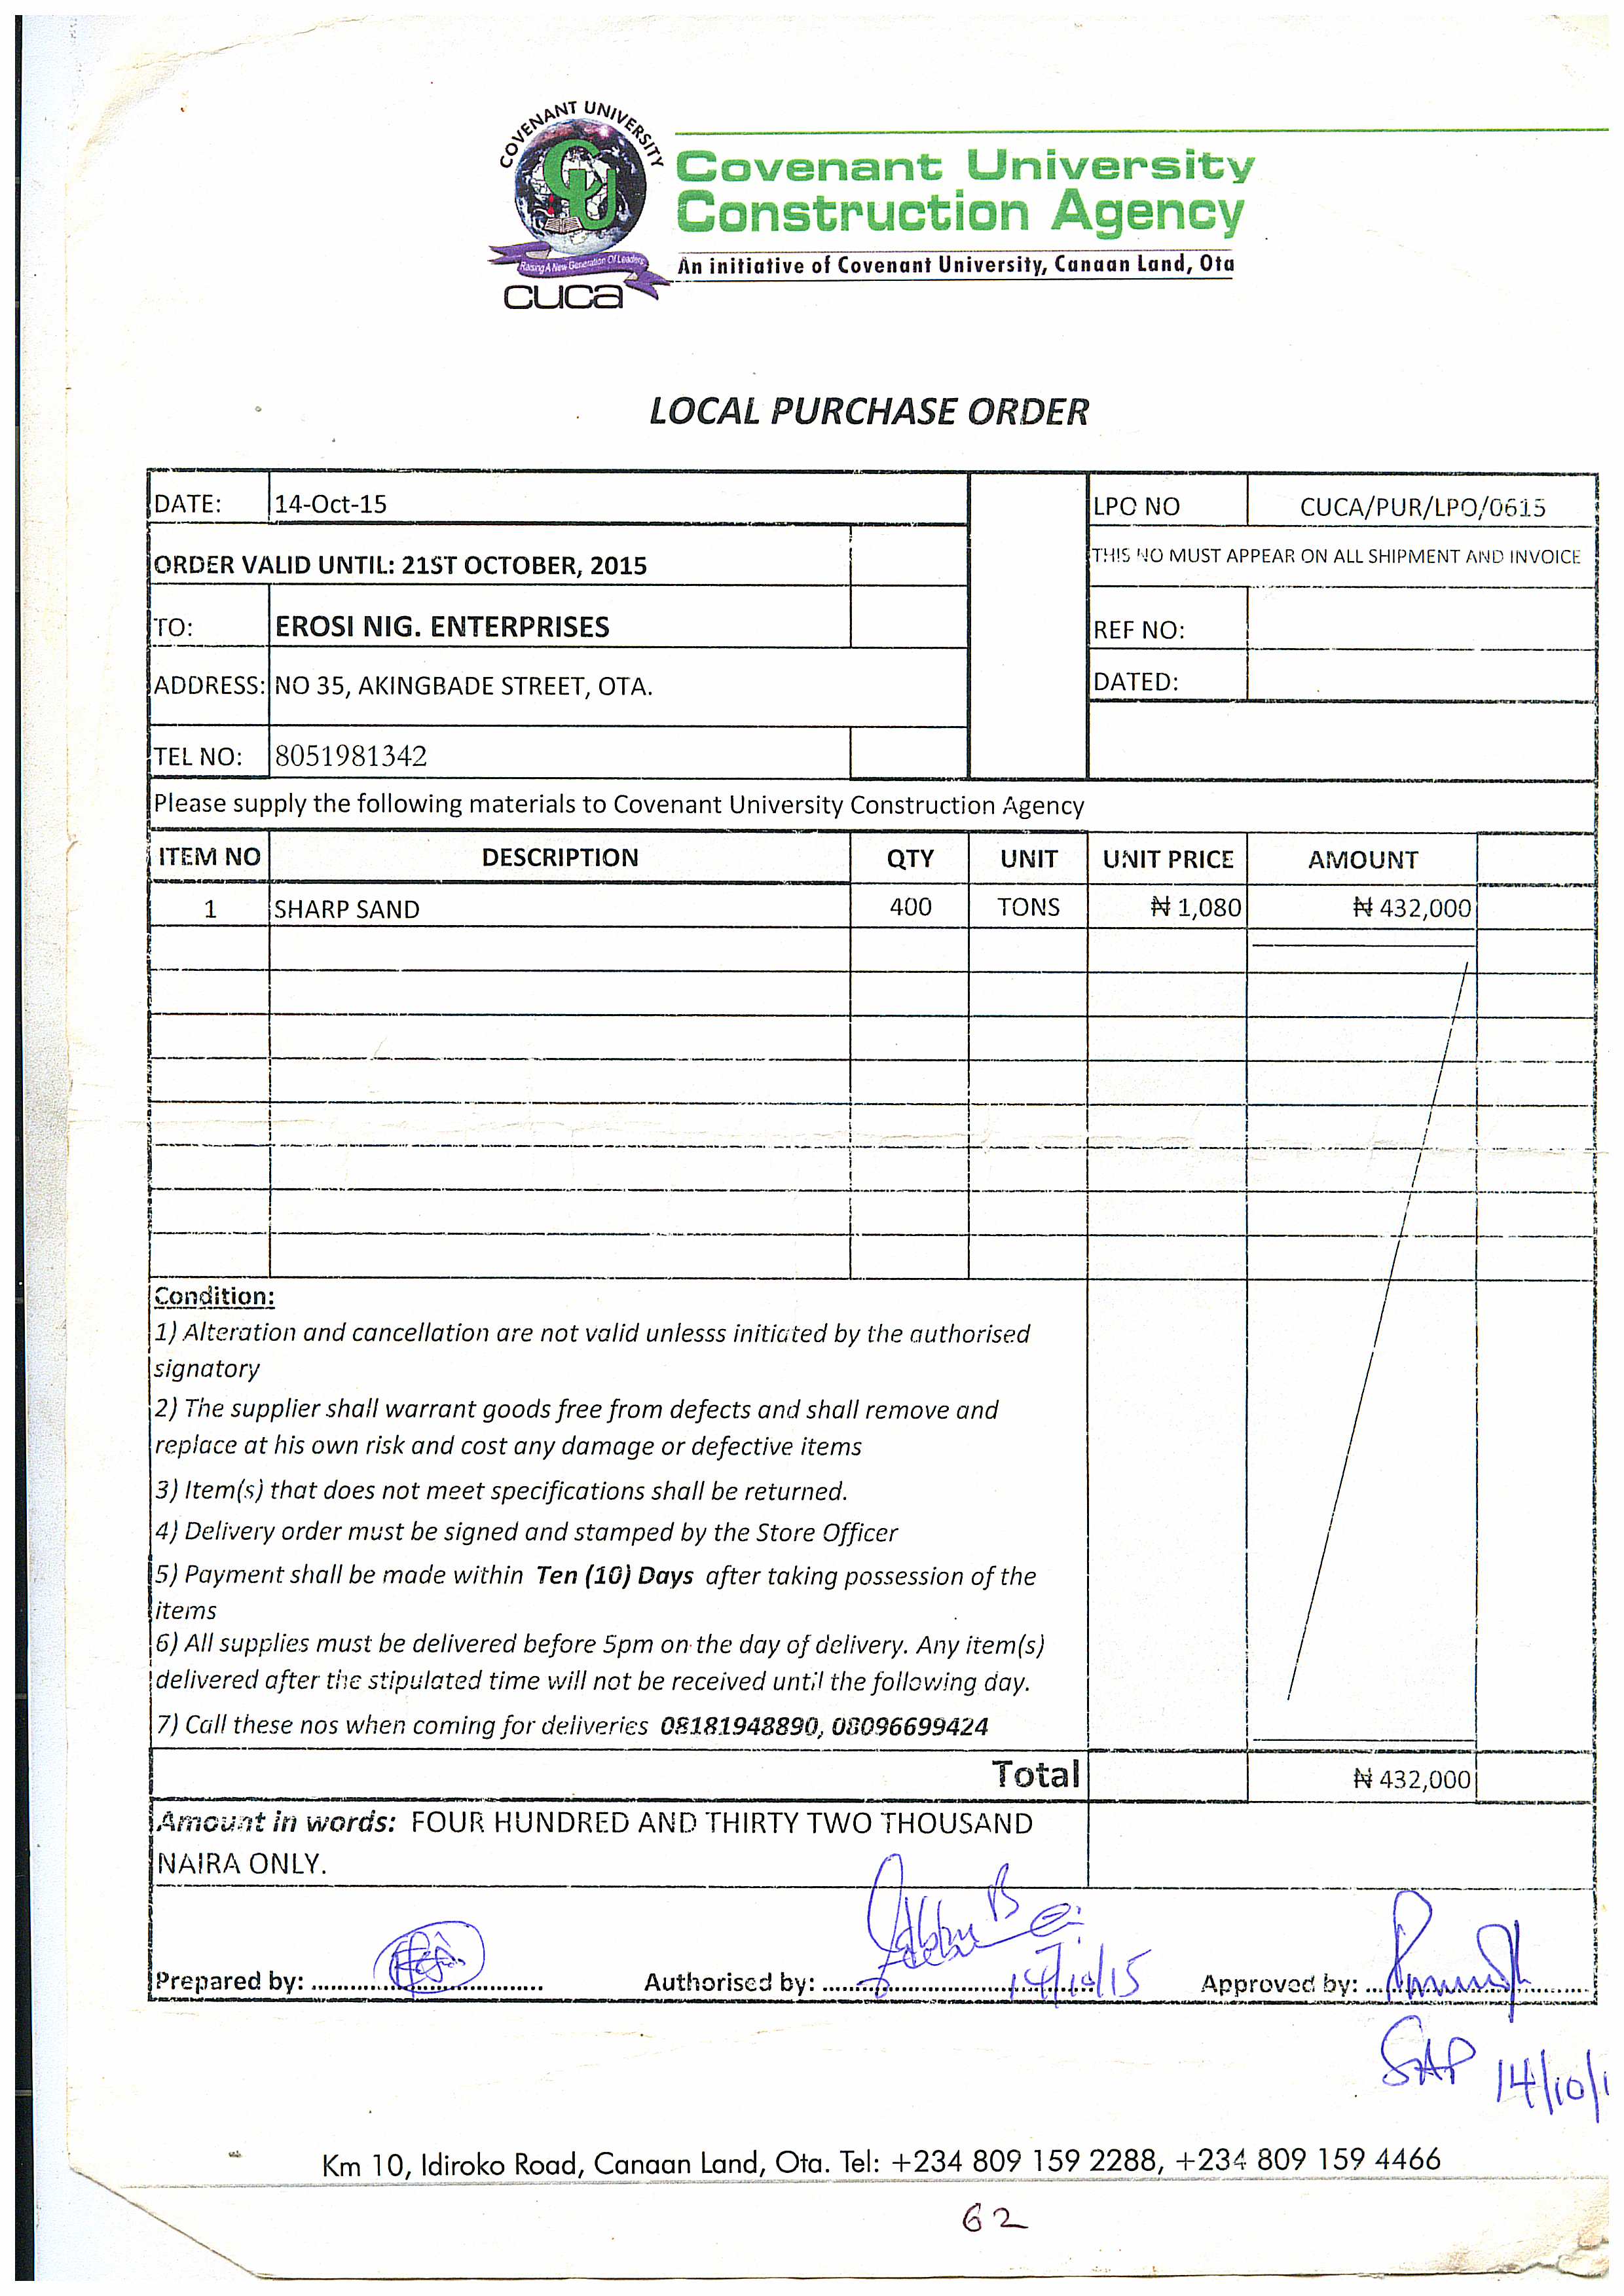 COVENANT UNIVERSITY
CU
Raising A New Generation Of Leaders
cuca
Covenant University
Construction Agency
An initiative of Covenant University, Canaan Land, Ota
LOCAL PURCHASE ORDER
DATE: 14-Oct-15 LPO NO CUCA/PUR/LPO/0615
ORDER VALID UNTIL: 21ST OCTOBER, 2015 THIS NO MUST APPEAR ON ALL SHIPMENT AND INVOICE
TO: EROSI NIG. ENTERPRISES REF NO:
ADDRESS: NO 35, AKINGBADE STREET, OTA. DATED:
TEL NO: 8051981342
Please supply the following materials to Covenant University Construction Agency
ITEM NO DESCRIPTION QTY UNIT UNIT PRICE AMOUNT
1 SHARP SAND 400 TONS ₦ 1,080 ₦ 432,000
Condition:
1) Alteration and cancellation are not valid unlesss initiated by the authorised
signatory
2) The supplier shall warrant goods free from defects and shall remove and
replace at his own risk and cost any damage or defective items
3) Item(s) that does not meet specifications shall be returned.
4) Delivery order must be signed and stamped by the Store Officer
5) Payment shall be made within Ten (10) Days after taking possession of the
items
6) All supplies must be delivered before 5pm on the day of delivery. Any item(s)
delivered after the stipulated time will not be received until the following day.
7) Call these nos when coming for deliveries 08181948890, 08096699424
Total ₦ 432,000
Amount in words: FOUR HUNDRED AND THIRTY TWO THOUSAND
NAIRA ONLY.
Prepared by: Authorised by: 14/10/15 Approved by:
SAP 14/10/1
Km 10, Idiroko Road, Canaan Land, Ota. Tel: +234 809 159 2288, +234 809 159 4466
62